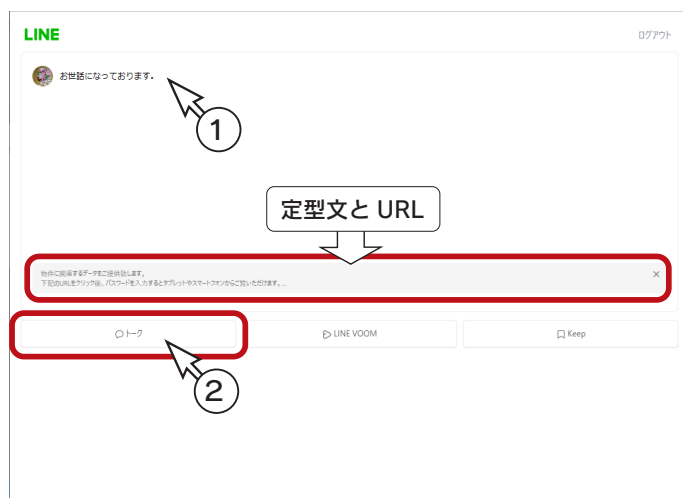 LINE
ログアウト
お世話になっております。
1
定型文と URL
物件に関連するデータをご提供致します。
下記のURLをクリック後、パスワードを入力するとタブレットやスマートフォンからご覧いただけます。...
トーク
LINE VOOM
Keep
2